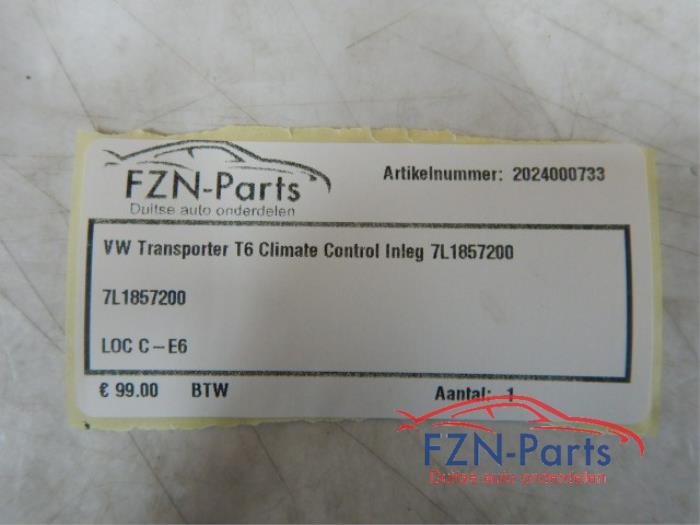 FZN-Parts
Duitse auto onderdelen
Artikelnummer: 2024000733
VW Transporter T6 Climate Control Inleg 7L1857200
7L1857200
LOC C-E6
€ 99.00 BTW
Aantal: 1
FZN-Parts
Duitse auto onderdelen